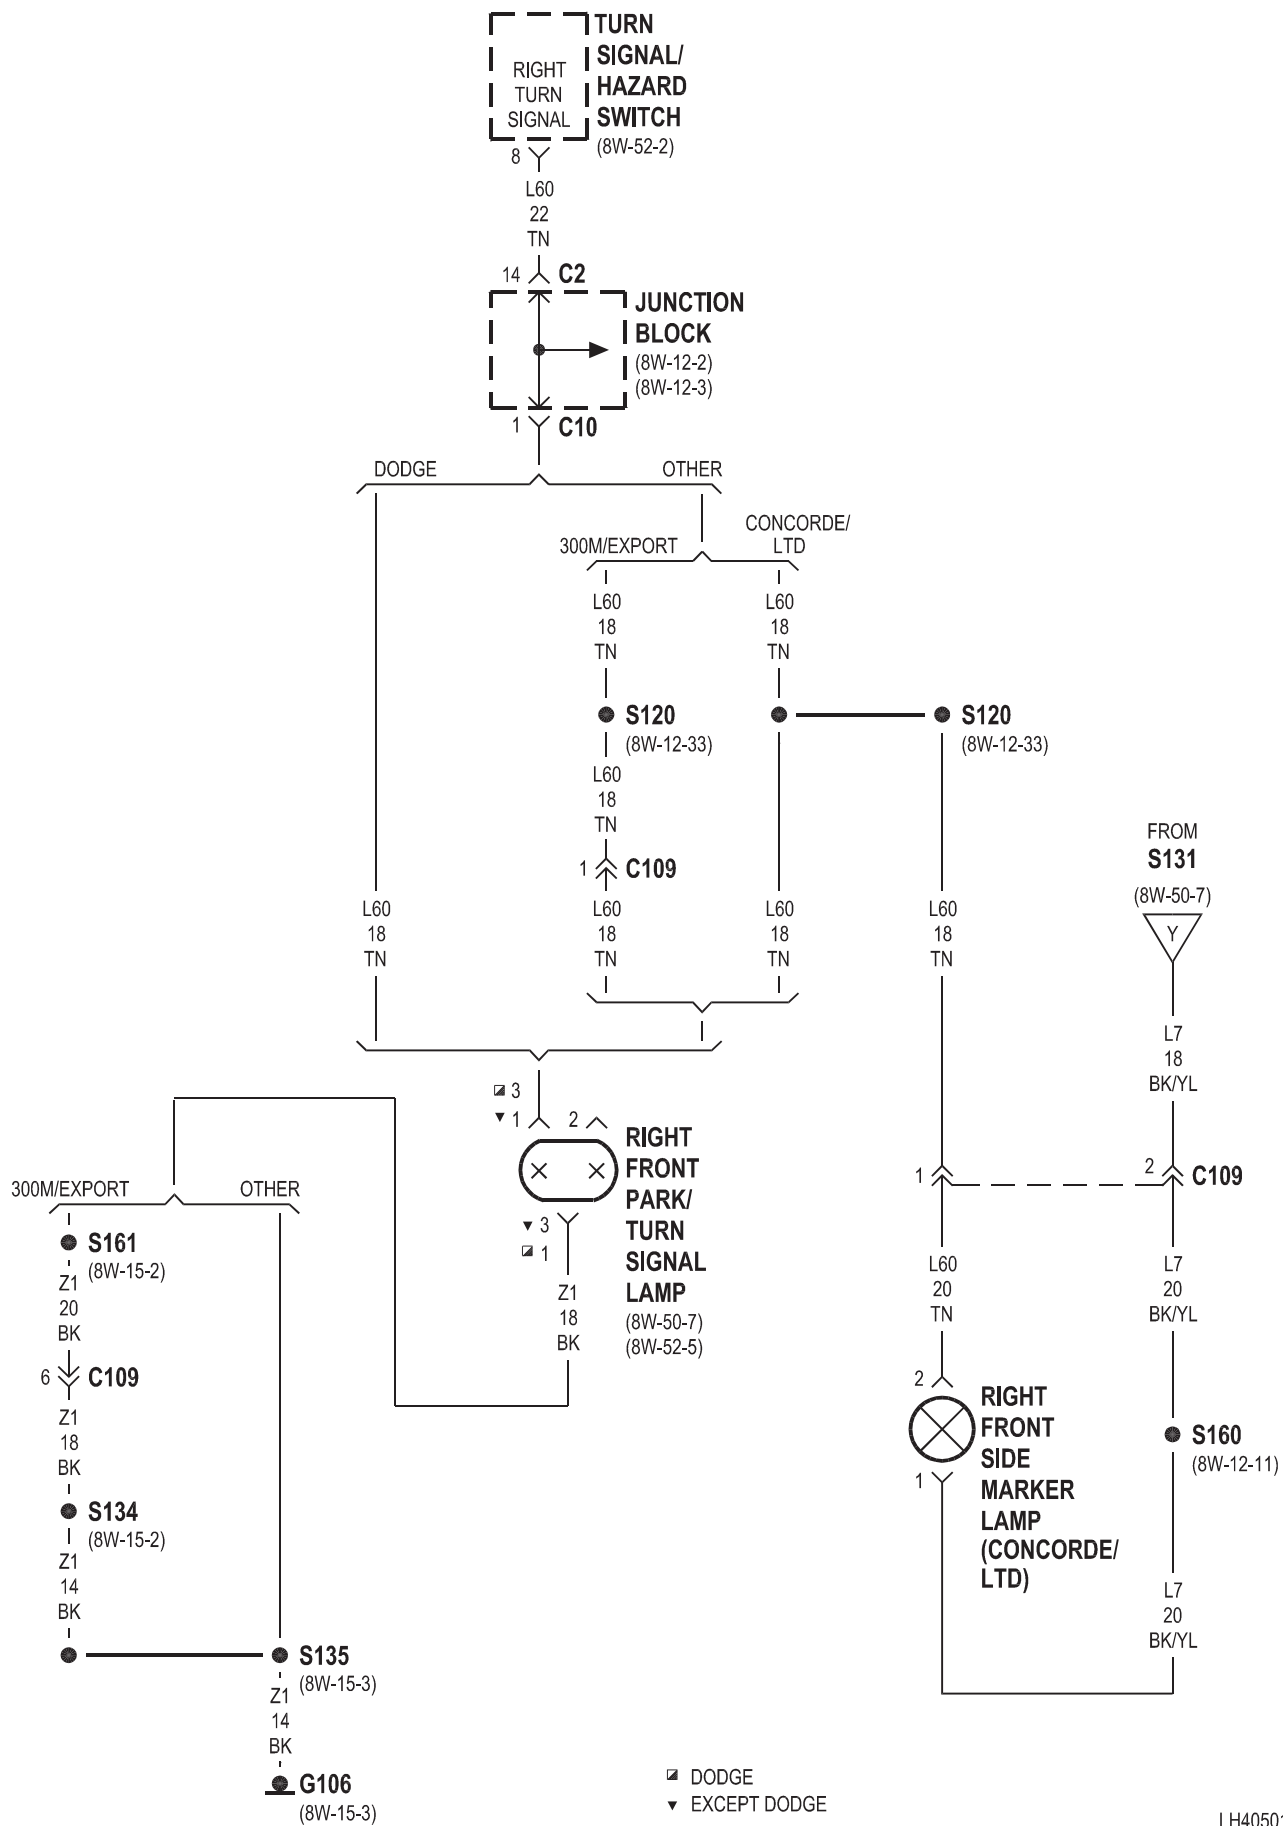 TURN
SIGNAL/
HAZARD
SWITCH
(8W-52-2)
RIGHT
TURN
SIGNAL
8
L60
22
TN
14 C2
JUNCTION
BLOCK
(8W-12-2)
(8W-12-3)
1 C10
DODGE OTHER
300M/EXPORT
CONCORDE/
LTD
L60
18
TN
L60
18
TN
S120
(8W-12-33)
S120
(8W-12-33)
L60
18
TN
1 C109
FROM
S131
(8W-50-7)
Y
L60
18
TN
L60
18
TN
L60
18
TN
L60
18
TN
L7
18
BK/YL
3
1 2
RIGHT
FRONT
PARK/
TURN
SIGNAL
LAMP
(8W-50-7)
(8W-52-5)
3
1
Z1
18
BK
1 2 C109
300M/EXPORT OTHER
S161
(8W-15-2)
Z1
20
BK
6 C109
Z1
18
BK
S134
(8W-15-2)
Z1
14
BK
S135
(8W-15-3)
Z1
14
BK
G106
(8W-15-3)
L60
20
TN
L7
20
BK/YL
2
RIGHT
FRONT
SIDE
MARKER
LAMP
(CONCORDE/
LTD)
1
S160
(8W-12-11)
L7
20
BK/YL
DODGE
EXCEPT DODGE